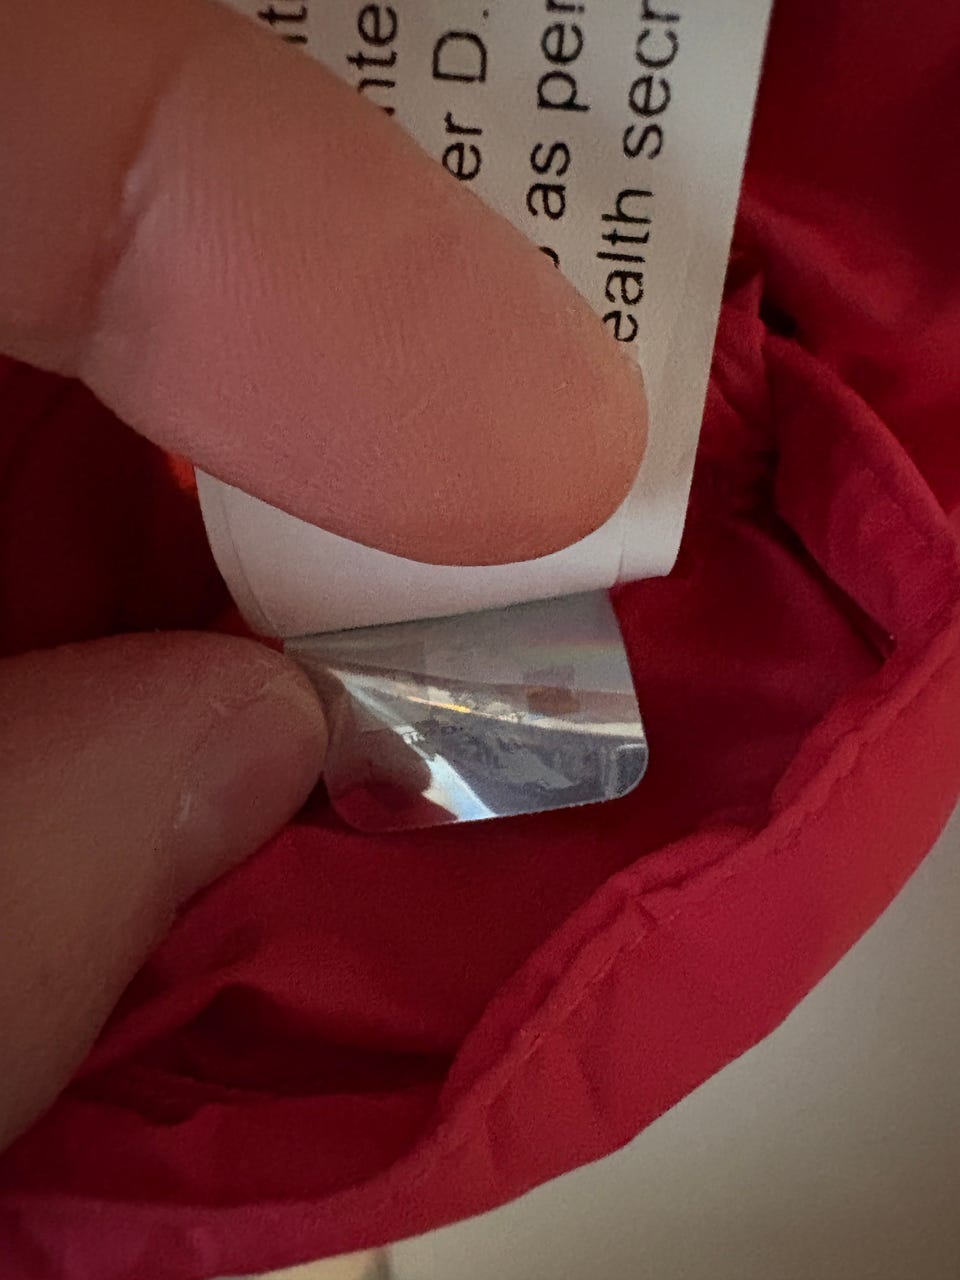 nte
er D.
as per
ealth secr